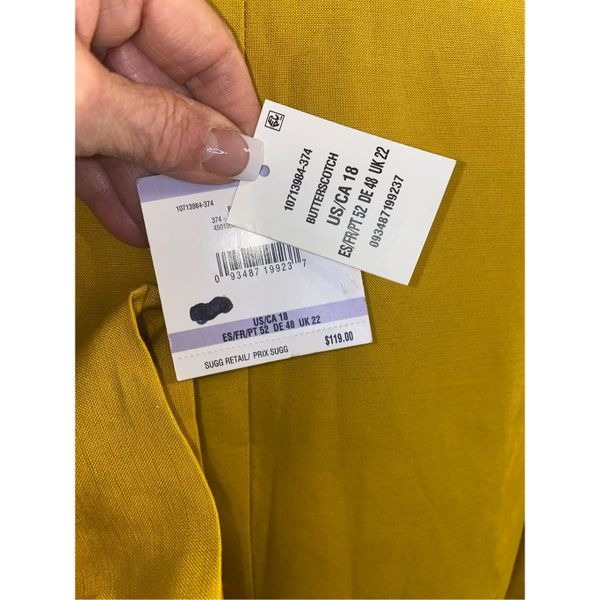 10713984-374
BUTTERSCOTCH
US/CA 18
ES/FR/PT 52 DE 48 UK 22
093487199237
10713984-374
374 -
0 93487 19923 7
US/CA 18
ES/FR/PT 52 DE 48 UK 22
$119.00
SUGG RETAIL/ PRIX SUGG